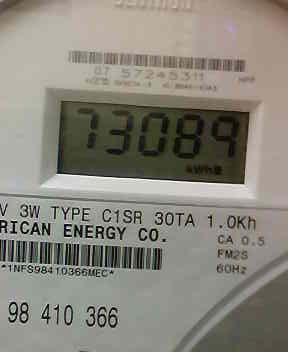 07 57245311
73089
kWh
V 3W TYPE C1SR 30TA 1.0Kh
RICAN ENERGY CO.
CA 0.5
FM2S
*1NFS98410366MEC*
60Hz
98 410 366